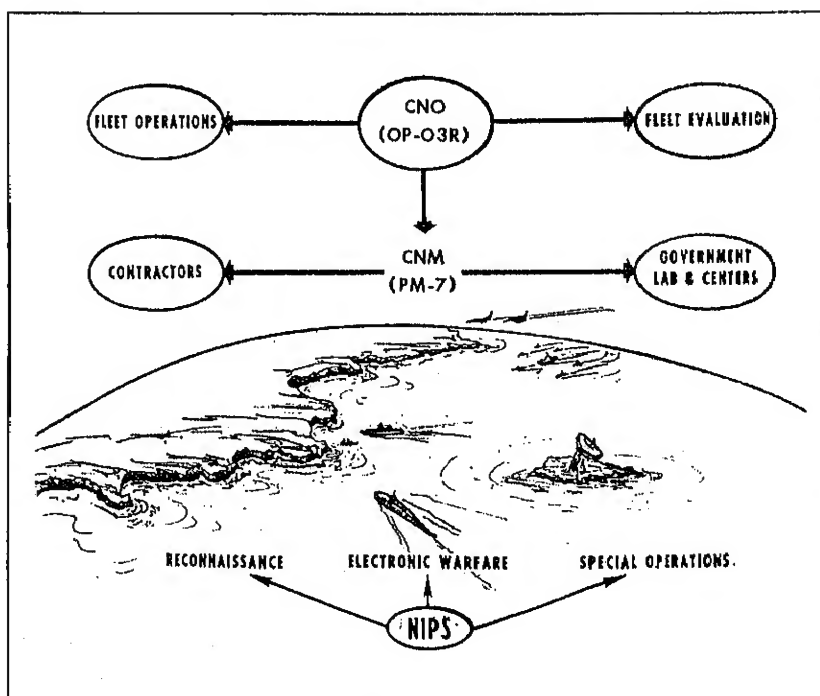 CNO
(OP-03R)
FLEET OPERATIONS
FLEET EVALUATION
CNM
(PM-7)
CONTRACTORS
GOVERNMENT
LAB & CENTERS
RECONNAISSANCE
ELECTRONIC WARFARE
SPECIAL OPERATIONS.
NIPS